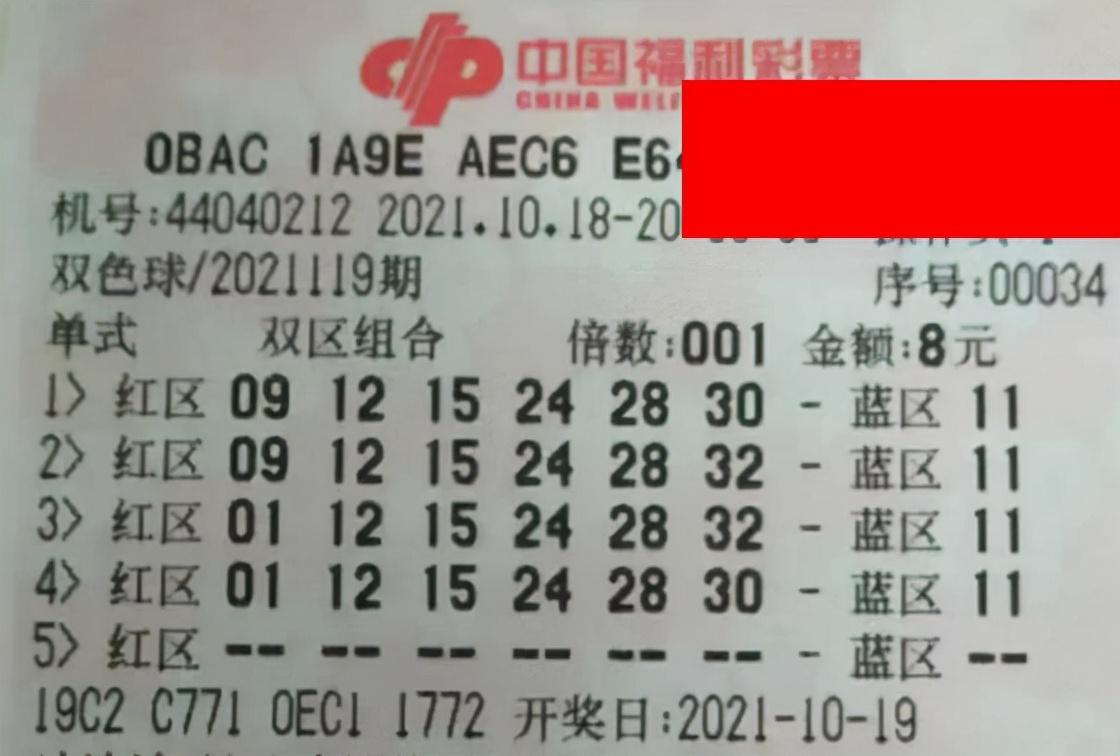 中国福利彩票
CHINA WELF
0BAC 1A9E AEC6 E64
机号:44040212 2021.10.18-20
双色球/2021119期 序号:00034
单式 双区组合 倍数:001 金额:8元
1> 红区 09 12 15 24 28 30 - 蓝区 11
2> 红区 09 12 15 24 28 32 - 蓝区 11
3> 红区 01 12 15 24 28 32 - 蓝区 11
4> 红区 01 12 15 24 28 30 - 蓝区 11
5> 红区 -- -- -- -- -- -- - 蓝区 --
19C2 C771 0EC1 1772 开奖日:2021-10-19